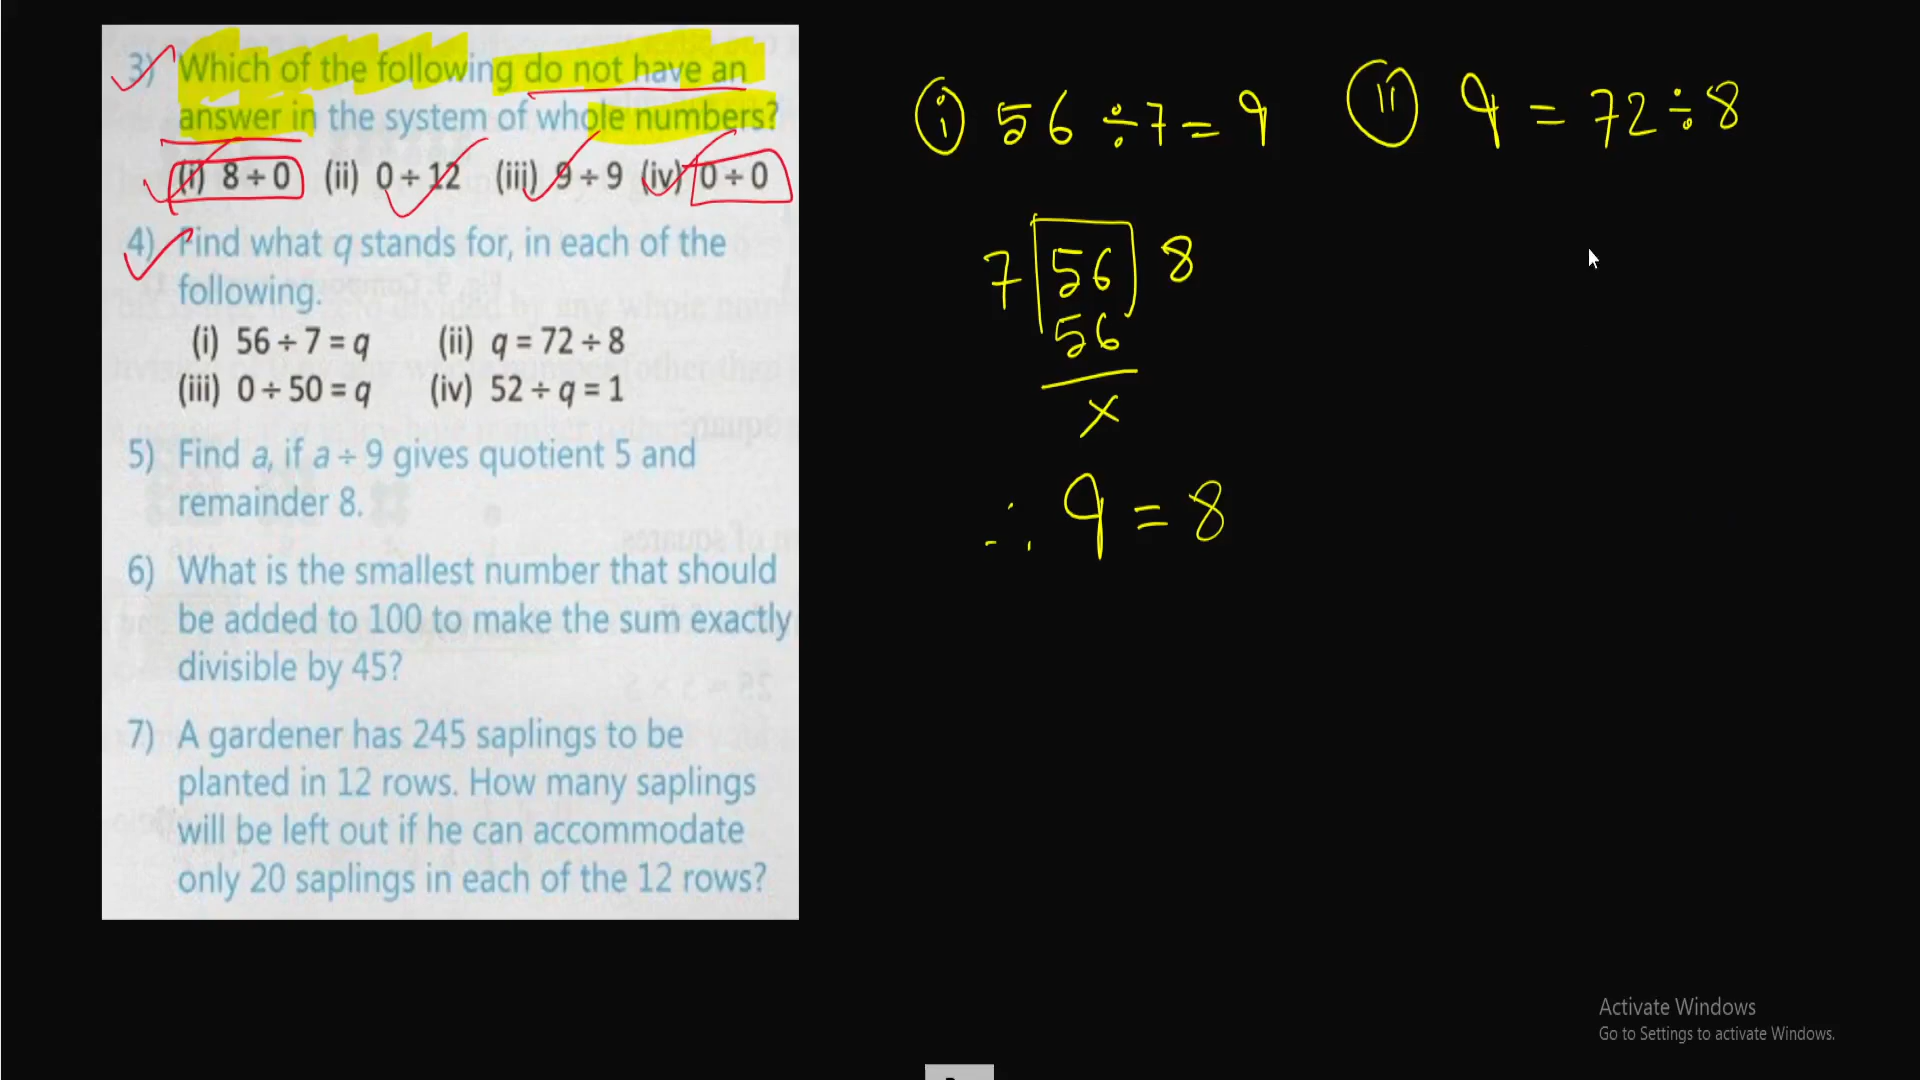 3) Which of the following do not have an
answer in the system of whole numbers?
(i) 8 ÷ 0 (ii) 0 ÷ 12 (iii) 9 ÷ 9 (iv) 0 ÷ 0
4) Find what q stands for, in each of the
following.
(i) 56 ÷ 7 = q (ii) q = 72 ÷ 8
(iii) 0 ÷ 50 = q (iv) 52 ÷ q = 1
5) Find a, if a ÷ 9 gives quotient 5 and
remainder 8.
6) What is the smallest number that should
be added to 100 to make the sum exactly
divisible by 45?
7) A gardener has 245 saplings to be
planted in 12 rows. How many saplings
will be left out if he can accommodate
only 20 saplings in each of the 12 rows?
(i) 56 ÷ 7 = q
7 56 8
56
x
∴ q = 8
(ii) q = 72 ÷ 8
Activate Windows
Go to Settings to activate Windows.